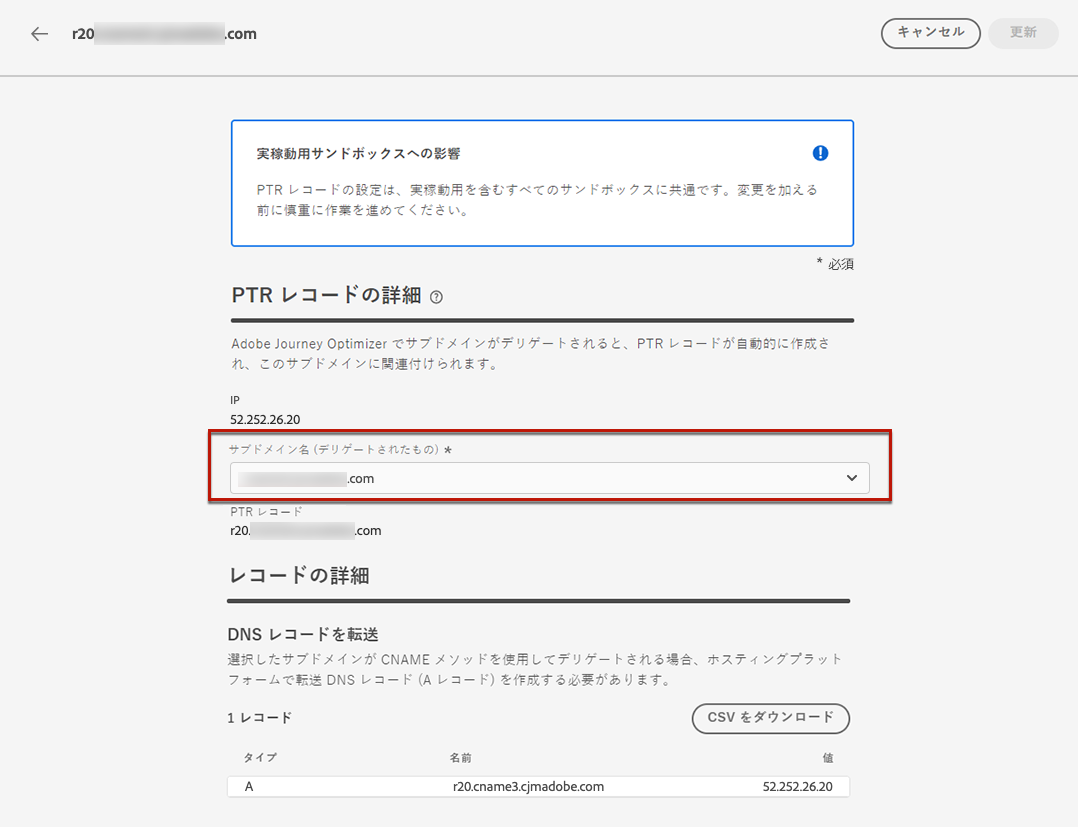 r20 .com
キャンセル
更新
実稼動用サンドボックスへの影響
PTR レコードの設定は、実稼動用を含むすべてのサンドボックスに共通です。変更を加える
前に慎重に作業を進めてください。
* 必須
PTR レコードの詳細
Adobe Journey Optimizer でサブドメインがデリゲートされると、PTR レコードが自動的に作成さ
れ、このサブドメインに関連付けられます。
IP
52.252.26.20
サブドメイン名 (デリゲートされたもの) *
.com
PTR レコード
r20. .com
レコードの詳細
DNS レコードを転送
選択したサブドメインが CNAME メソッドを使用してデリゲートされる場合、ホスティングプラット
フォームで転送 DNS レコード (A レコード) を作成する必要があります。
1 レコード
CSV をダウンロード
タイプ 名前 値
A r20.cname3.cjmadobe.com 52.252.26.20